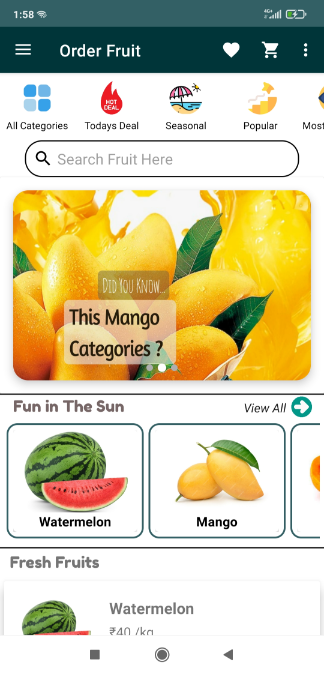 1:58
4G+
Order Fruit
HOT
DEAL
All Categories
Todays Deal
Seasonal
Popular
Most
Search Fruit Here
Did You Know...
This Mango
Categories ?
Fun in The Sun
View All
Watermelon
Mango
Fresh Fruits
Watermelon
₹40 /kg